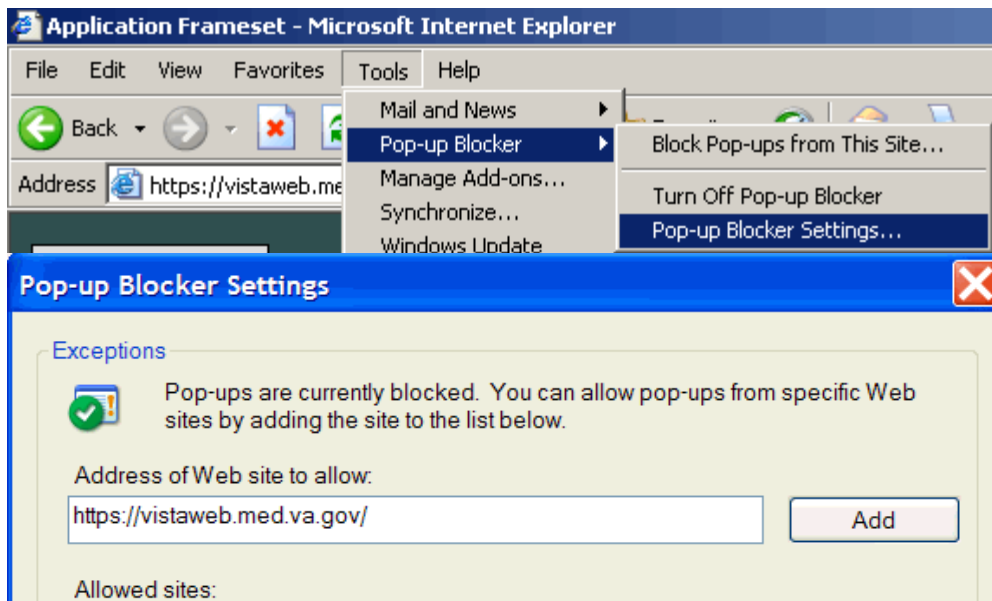 Application Frameset - Microsoft Internet Explorer
File Edit View Favorites Tools Help
Back
Mail and News
Pop-up Blocker
Block Pop-ups from This Site...
Address https://vistaweb.me
Manage Add-ons...
Turn Off Pop-up Blocker
Synchronize...
Pop-up Blocker Settings...
Windows Update
Pop-up Blocker Settings
Exceptions
Pop-ups are currently blocked. You can allow pop-ups from specific Web
sites by adding the site to the list below.
Address of Web site to allow:
https://vistaweb.med.va.gov/
Add
Allowed sites: